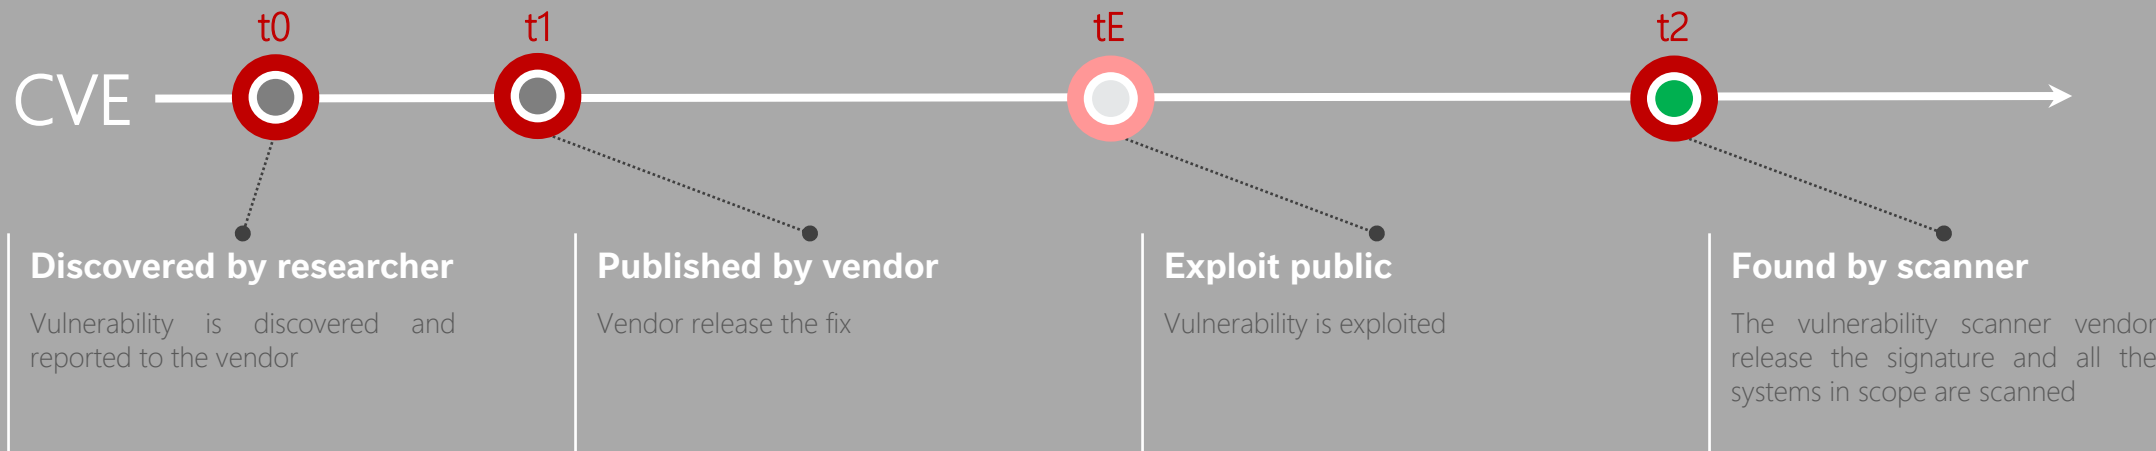 t0
t1
tE
t2
CVE
Discovered by researcher
Vulnerability is discovered and
reported to the vendor
Published by vendor
Vendor release the fix
Exploit public
Vulnerability is exploited
Found by scanner
The vulnerability scanner vendor
release the signature and all the
systems in scope are scanned